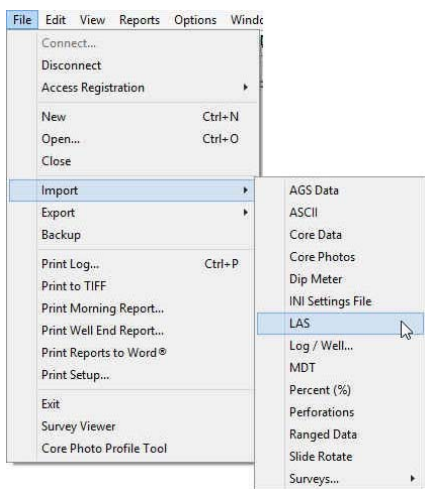 File Edit View Reports Options
Connect...
Disconnect
Access Registration
New Ctrl+N
Open... Ctrl+O
Close
Import
Export
Backup
Print Log... Ctrl+P
Print to TIFF
Print Morning Report...
Print Well End Report...
Print Reports to Word®
Print Setup...
Exit
Survey Viewer
Core Photo Profile Tool
AGS Data
ASCII
Core Data
Core Photos
Dip Meter
INI Settings File
LAS
Log / Well...
MDT
Percent (%)
Perforations
Ranged Data
Slide Rotate
Surveys...